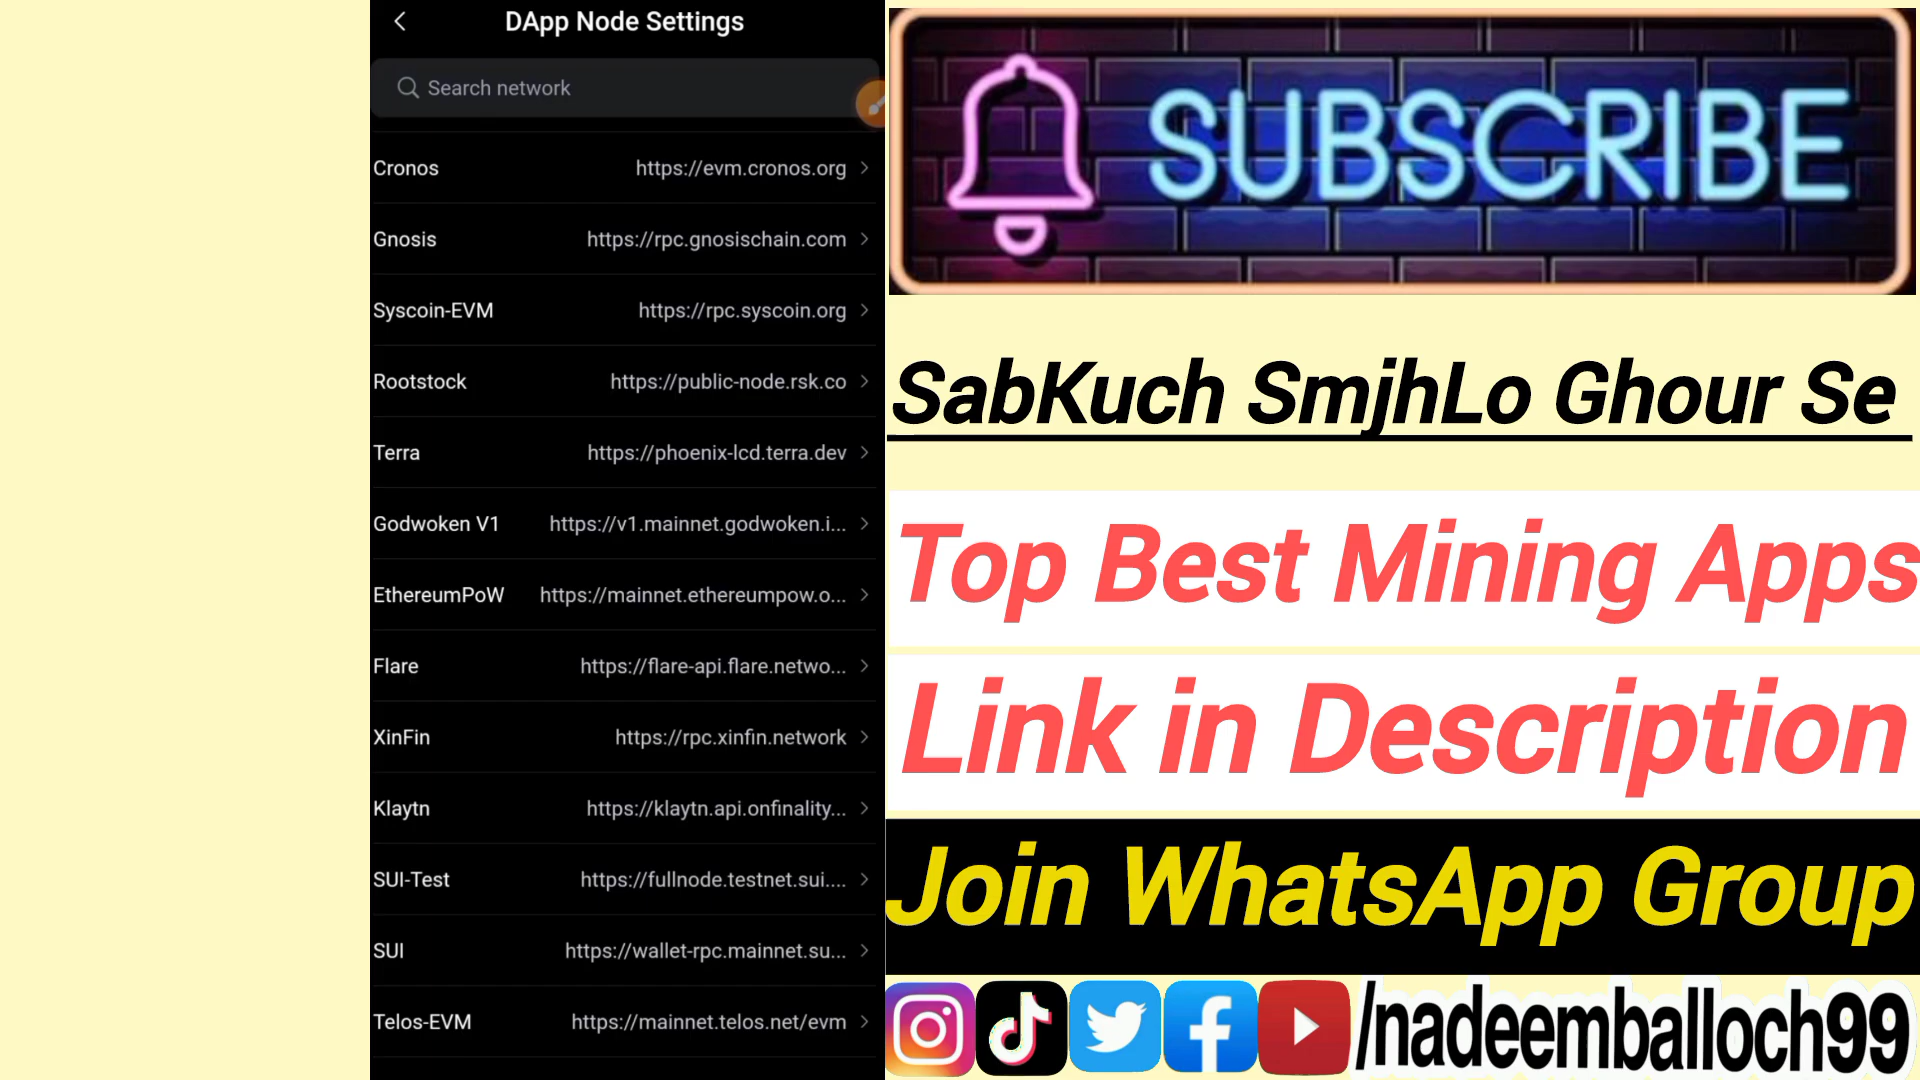 DApp Node Settings
Search network
Cronos https://evm.cronos.org
Gnosis https://rpc.gnosischain.com
Syscoin-EVM https://rpc.syscoin.org
Rootstock https://public-node.rsk.co
Terra https://phoenix-lcd.terra.dev
Godwoken V1 https://v1.mainnet.godwoken.i...
EthereumPoW https://mainnet.ethereumpow.o...
Flare https://flare-api.flare.netwo...
XinFin https://rpc.xinfin.network
Klaytn https://klaytn.api.onfinality...
SUI-Test https://fullnode.testnet.sui....
SUI https://wallet-rpc.mainnet.su...
Telos-EVM https://mainnet.telos.net/evm
SUBSCRIBE
SabKuch SmjhLo Ghour Se
Top Best Mining Apps
Link in Description
Join WhatsApp Group
/nadeemballoch99